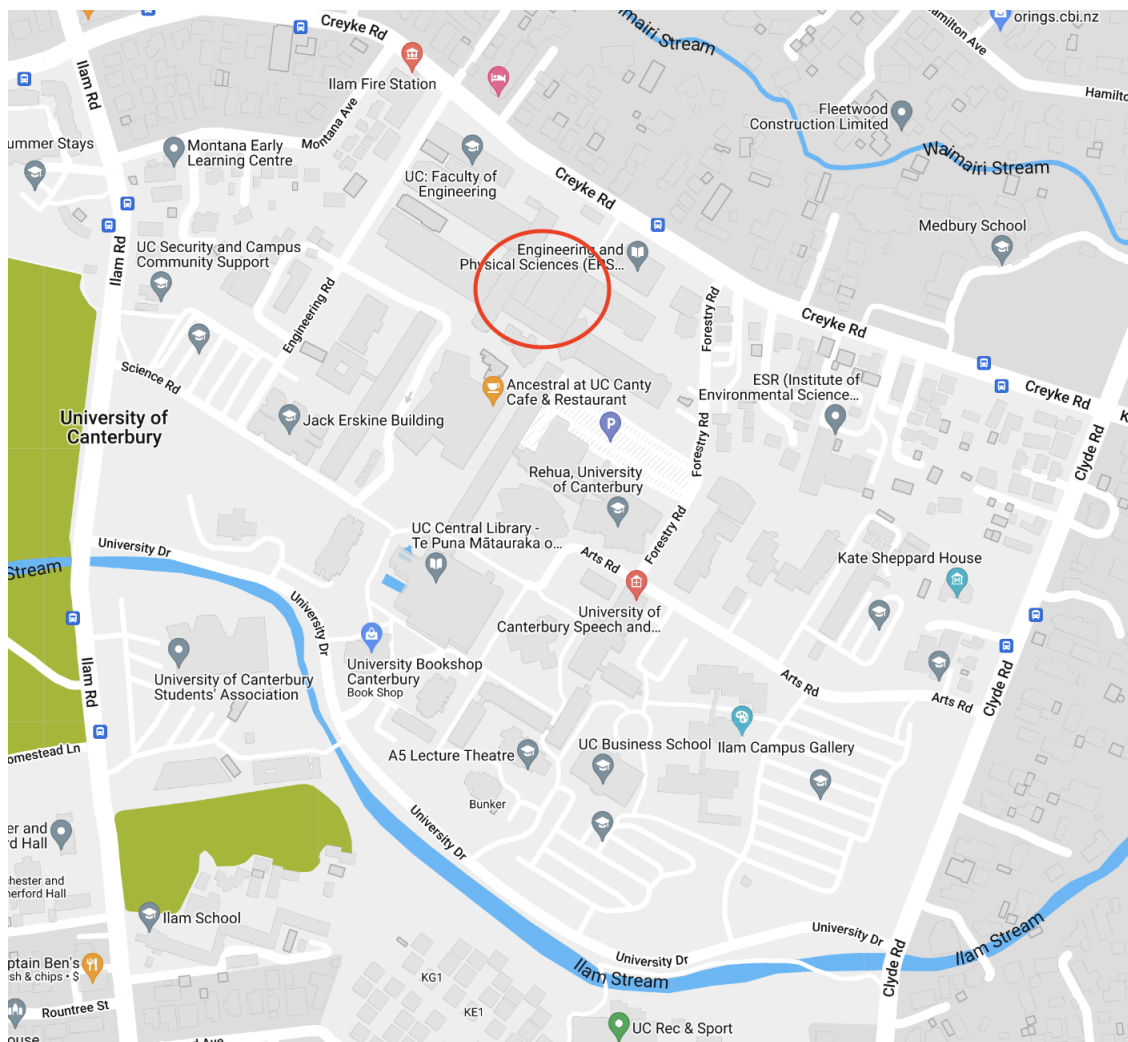 orings.cbi.nz
Hamilton Ave
Creyke Rd
Waimairi Stream
Ilam Rd
Ilam Fire Station
Fleetwood
Construction Limited
ummer Stays
Montana Early
Learning Centre
Montana Ave
UC: Faculty of
Engineering
Creyke Rd
Waimairi Stream
Medbury School
UC Security and Campus
Community Support
Ilam Rd
Engineering and
Physical Sciences (EPS...
Engineering Rd
Forestry Rd
Creyke Rd
Science Rd
Ancestral at UC Canty
Cafe & Restaurant
ESR (Institute of
Environmental Science...
Creyke Rd
University of
Canterbury
Jack Erskine Building
P
Forestry Rd
Clyde Rd
Rehua, University
of Canterbury
UC Central Library -
Te Puna Mātauraka o...
Forestry Rd
University Dr
Stream
Arts Rd
Kate Sheppard House
University Dr
University of
Canterbury Speech and...
University Bookshop
Canterbury
Book Shop
University of Canterbury
Students' Association
Ilam Rd
Arts Rd
Arts Rd
Clyde Rd
omestead Ln
A5 Lecture Theatre
UC Business School
Ilam Campus Gallery
Bunker
University Dr
er and
rd Hall
chester and
herford Hall
Ilam School
University Dr
Ilam Stream
Clyde Rd
University Dr
Ilam Stream
ptain Ben's
sh & chips • $
KG1
Rountree St
KE1
UC Rec & Sport
ouse